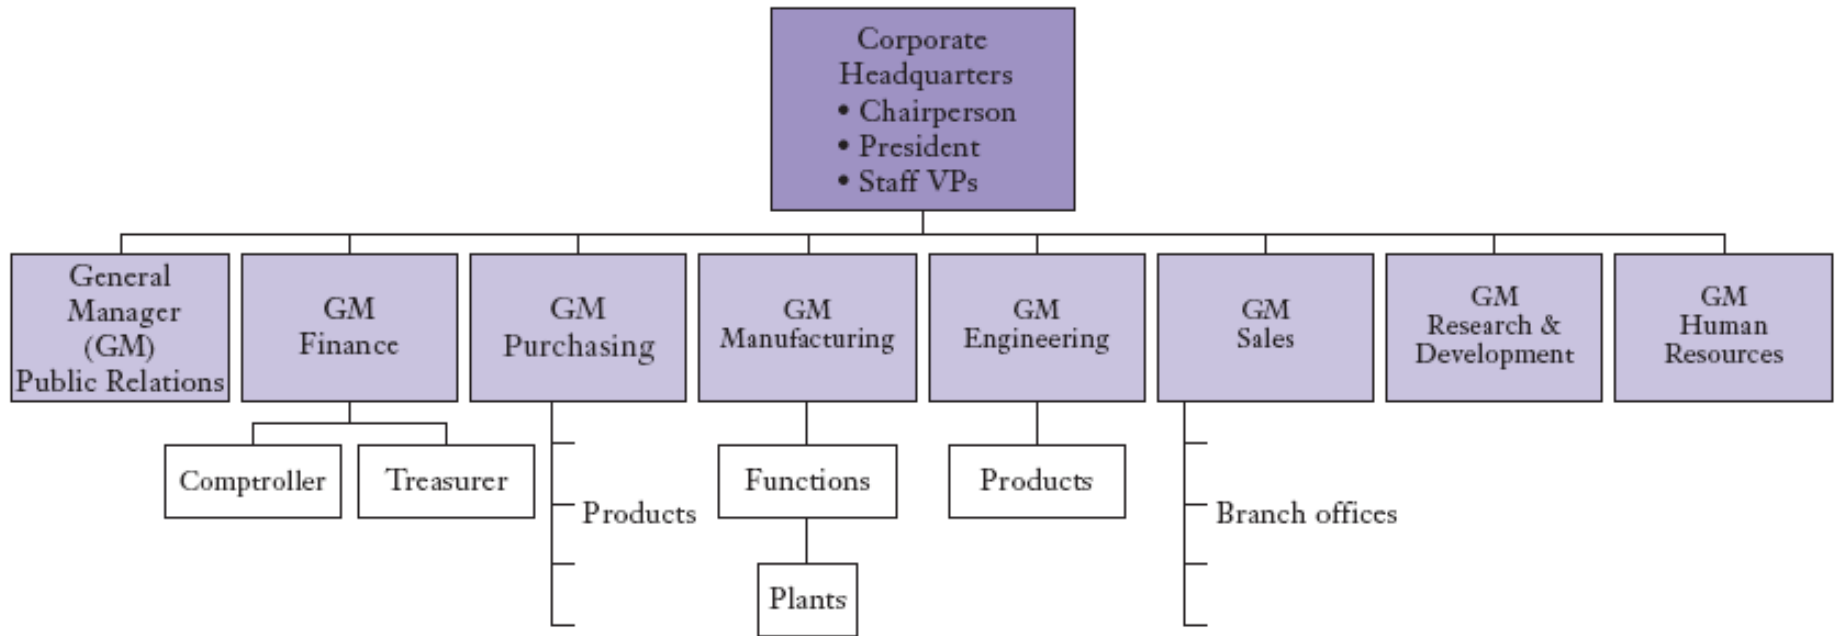 Corporate
Headquarters
• Chairperson
• President
• Staff VPs
General
Manager
(GM)
Public Relations
GM
Finance
GM
Purchasing
GM
Manufacturing
GM
Engineering
GM
Sales
GM
Research &
Development
GM
Human
Resources
Comptroller
Treasurer
Products
Functions
Plants
Products
Branch offices